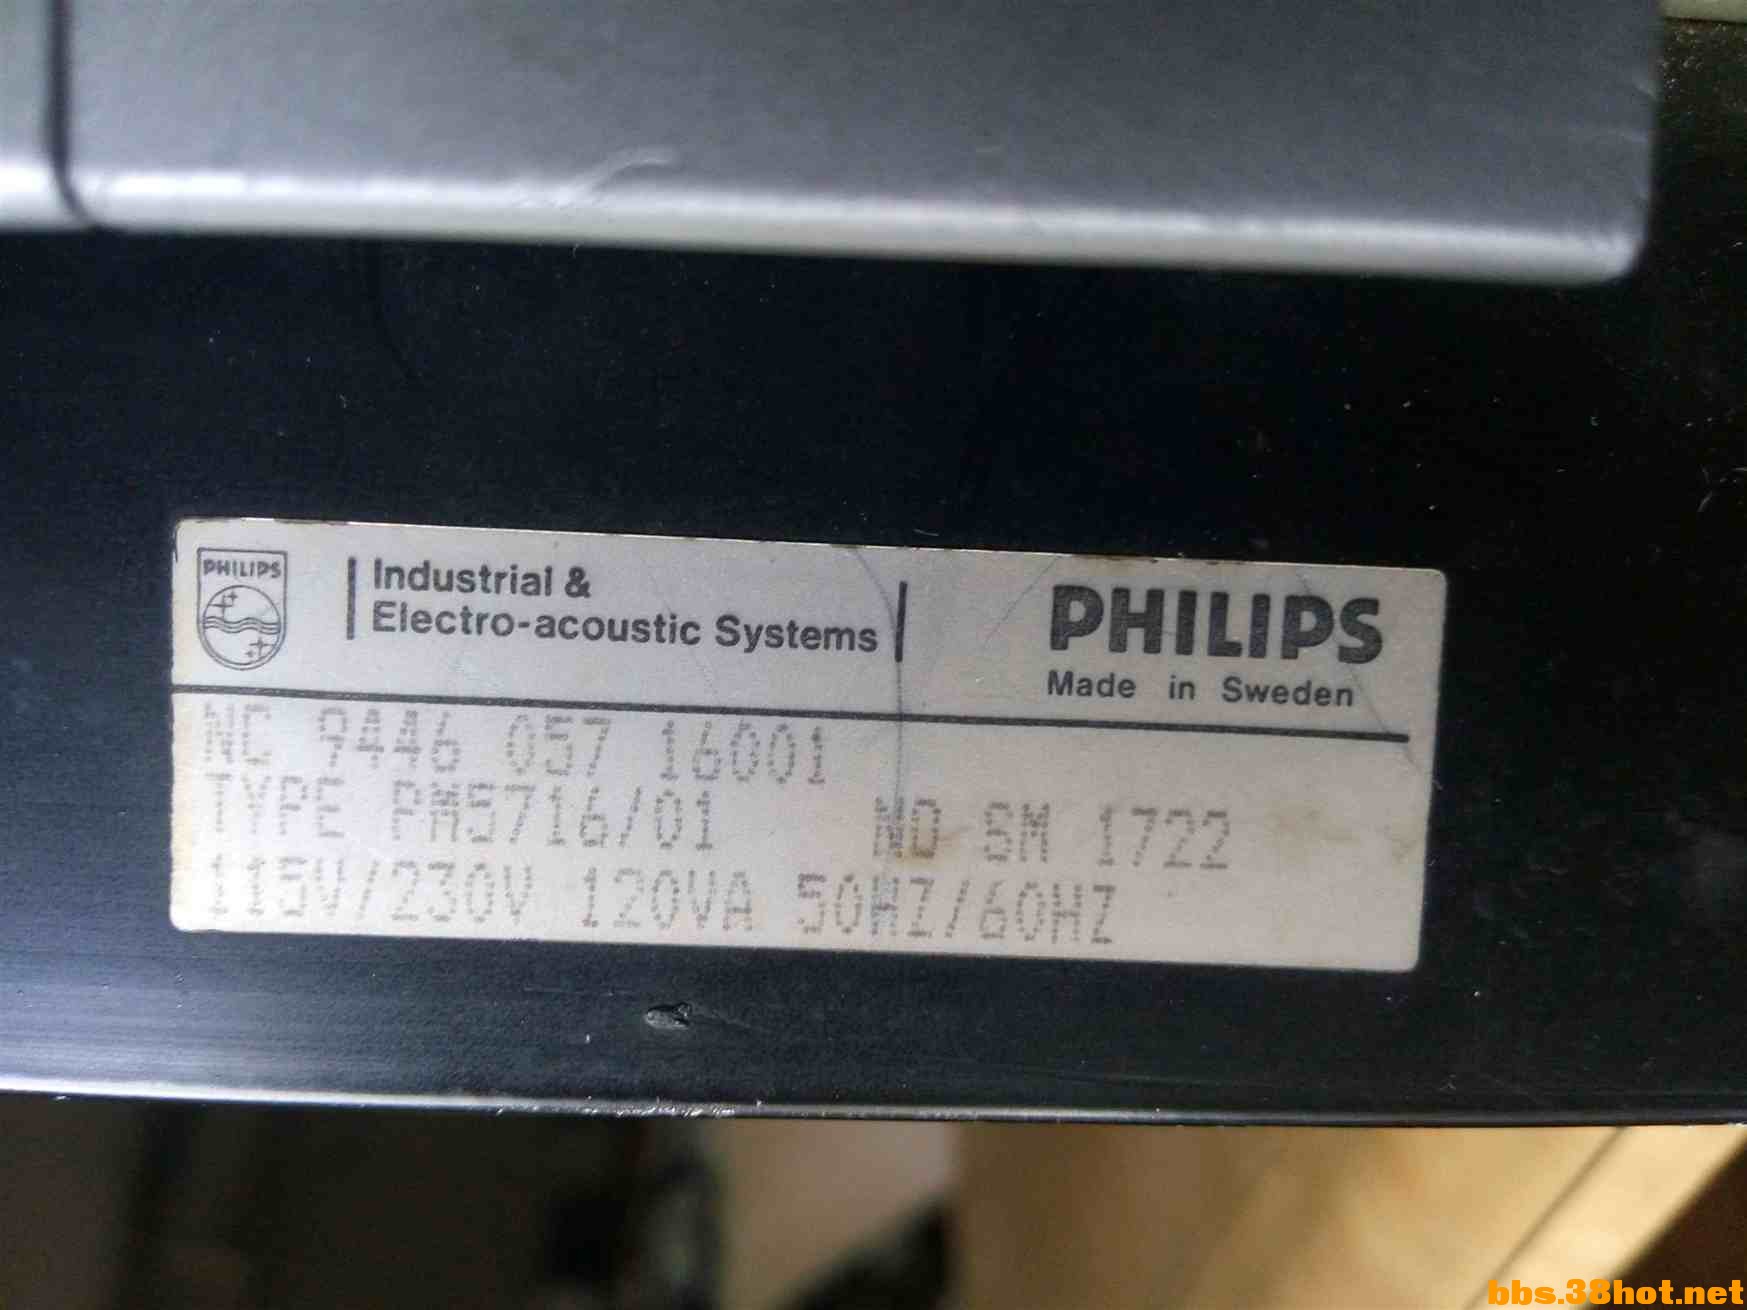 PHILIPS
Industrial &
Electro-acoustic Systems
PHILIPS
Made in Sweden
NC 9446 057 16001
TYPE PM5716/01 NO SM 1722
115V/230V 120VA 50HZ/60HZ
bbs.38hot.net